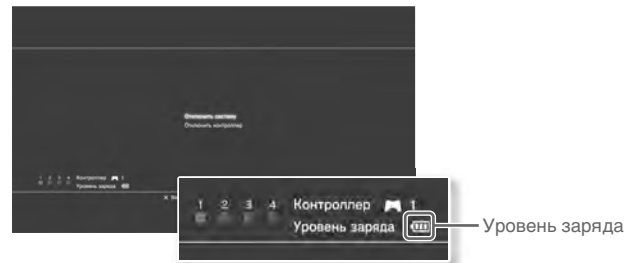 Отключить систему
Отключить контроллер
1 2 3 4 Контроллер 1
Уровень заряда
1 2 3 4 Контроллер 1
Уровень заряда
Уровень заряда